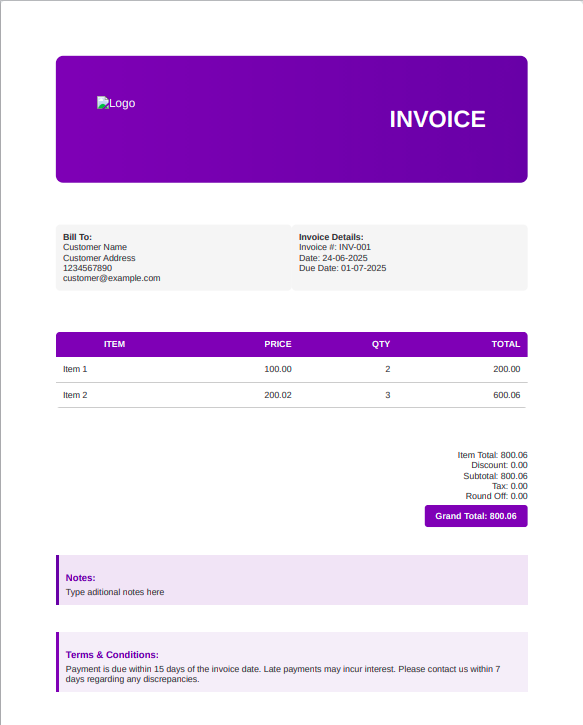 Logo
INVOICE
Bill To:
Customer Name
Customer Address
1234567890
customer@example.com
Invoice Details:
Invoice #: INV-001
Date: 24-06-2025
Due Date: 01-07-2025
ITEM PRICE QTY TOTAL
Item 1 100.00 2 200.00
Item 2 200.02 3 600.06
Item Total: 800.06
Discount: 0.00
Subtotal: 800.06
Tax: 0.00
Round Off: 0.00
Grand Total: 800.06
Notes:
Type aditional notes here
Terms & Conditions:
Payment is due within 15 days of the invoice date. Late payments may incur interest. Please contact us within 7
days regarding any discrepancies.